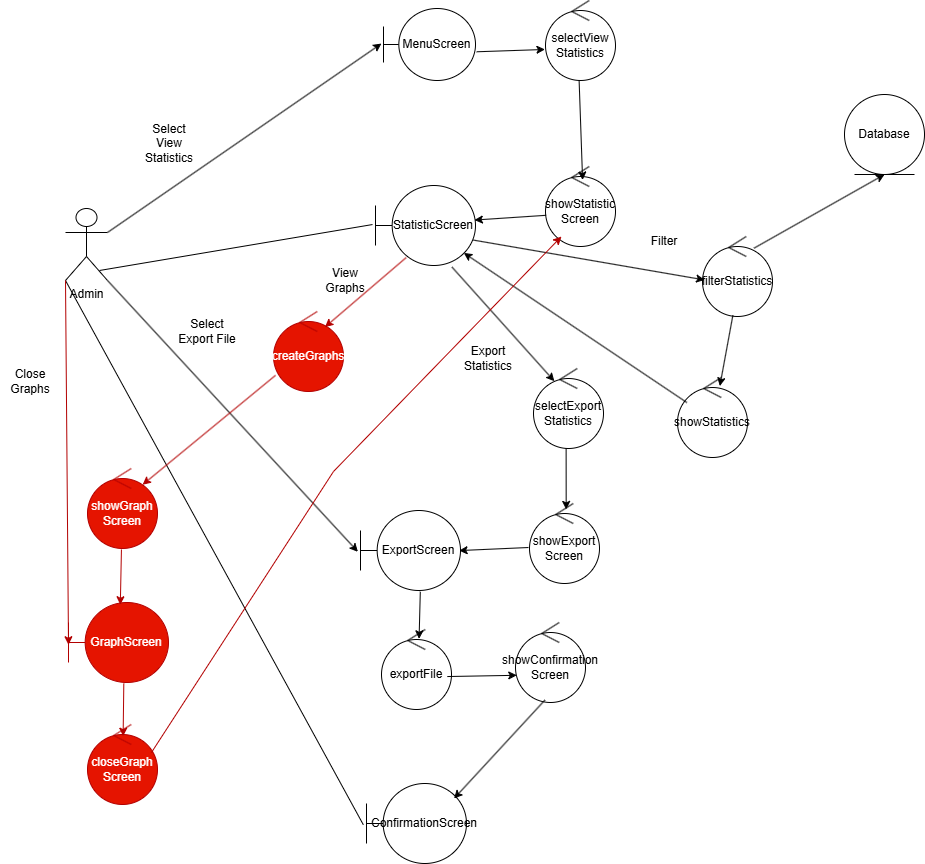 MenuScreen
selectView
Statistics
Select
View
Statistics
Database
showStatistic
Screen
StatisticScreen
Filter
filterStatistics
Admin
View
Graphs
Select
Export File
createGraphs
Export
Statistics
Close
Graphs
selectExport
Statistics
showStatistics
showGraph
Screen
ExportScreen
showExport
Screen
GraphScreen
exportFile
showConfirmation
Screen
closeGraph
Screen
ConfirmationScreen